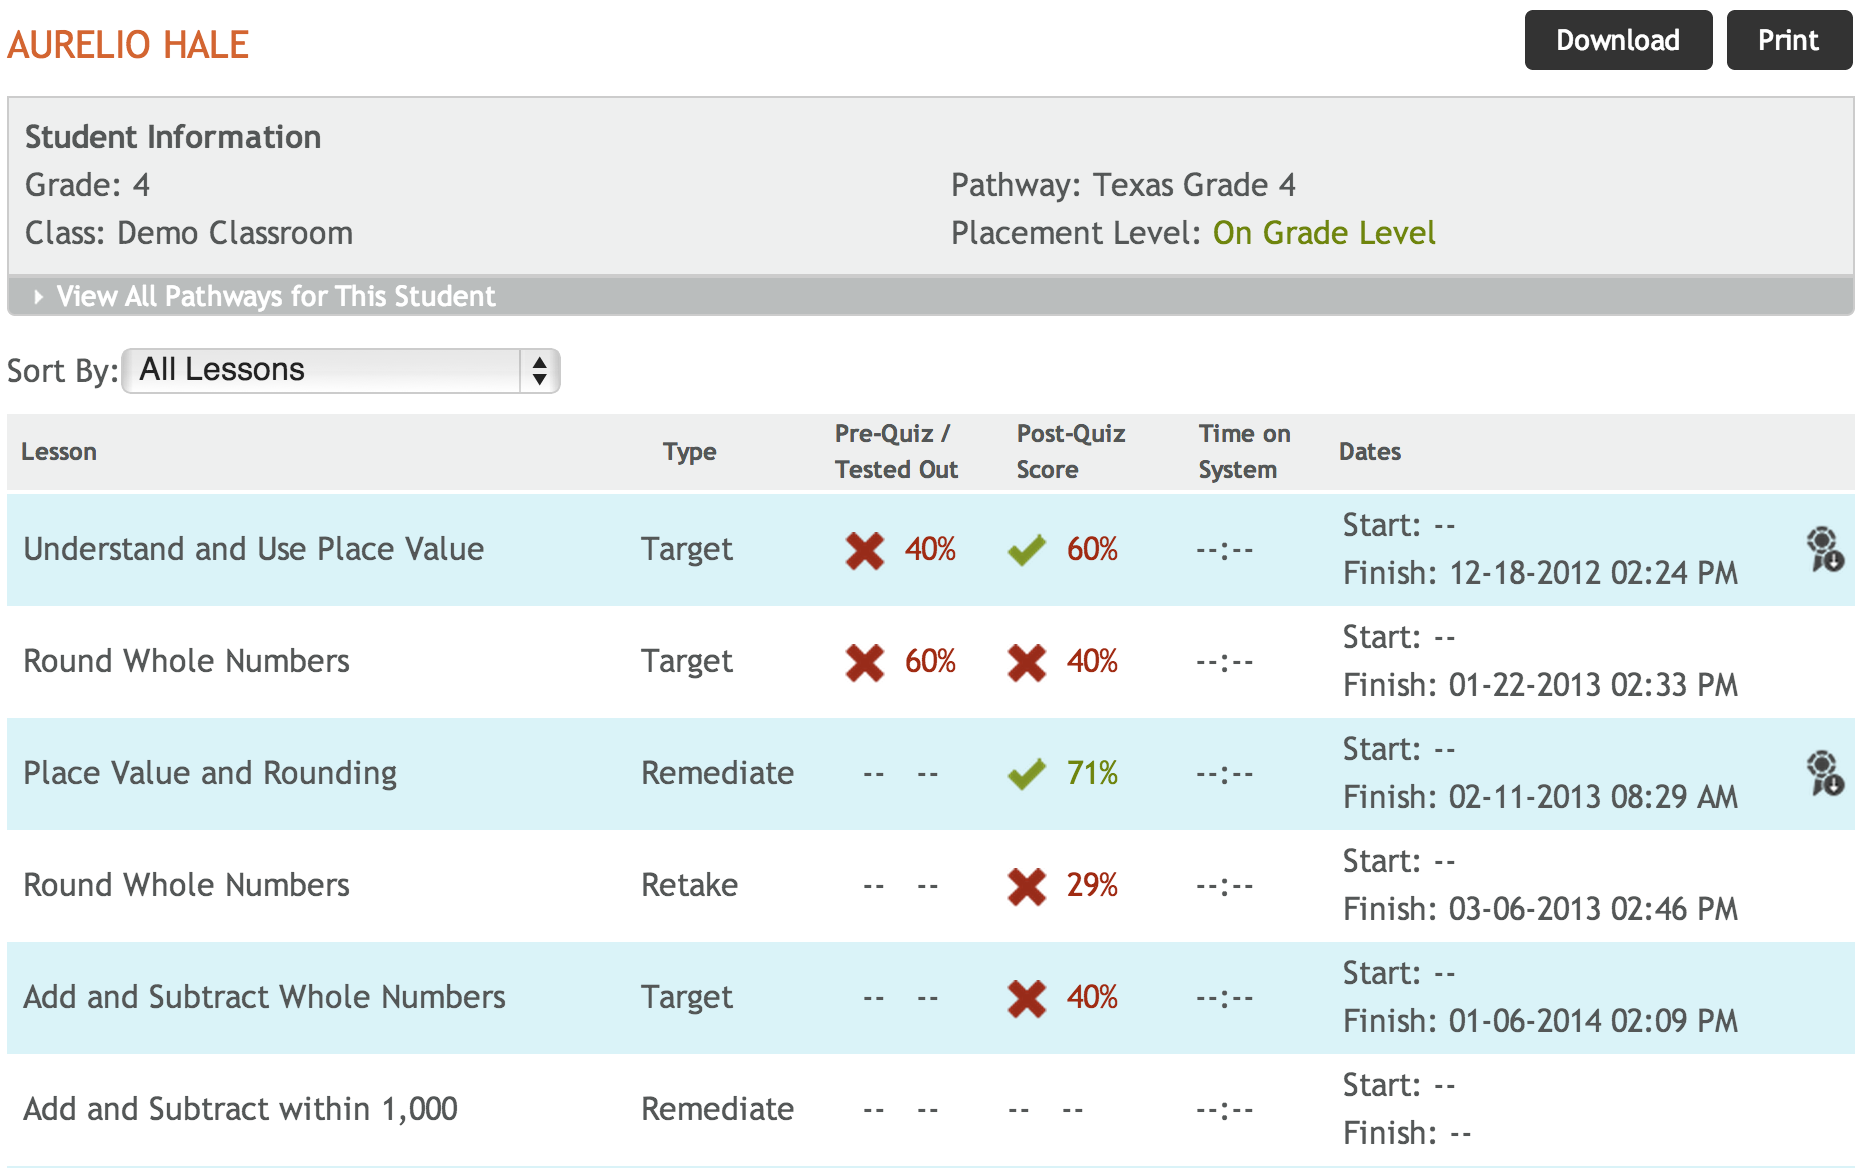 AURELIO HALE
Download
Print
Student Information
Grade: 4
Pathway: Texas Grade 4
Class: Demo Classroom
Placement Level: On Grade Level
View All Pathways for This Student
Sort By: All Lessons
Lesson Type Pre-Quiz / Tested Out Post-Quiz Score Time on System Dates
Understand and Use Place Value Target 40% 60% --:-- Start: --
Finish: 12-18-2012 02:24 PM
Round Whole Numbers Target 60% 40% --:-- Start: --
Finish: 01-22-2013 02:33 PM
Place Value and Rounding Remediate -- -- 71% --:-- Start: --
Finish: 02-11-2013 08:29 AM
Round Whole Numbers Retake -- -- 29% --:-- Start: --
Finish: 03-06-2013 02:46 PM
Add and Subtract Whole Numbers Target -- -- 40% --:-- Start: --
Finish: 01-06-2014 02:09 PM
Add and Subtract within 1,000 Remediate -- -- -- -- --:-- Start: --
Finish: --